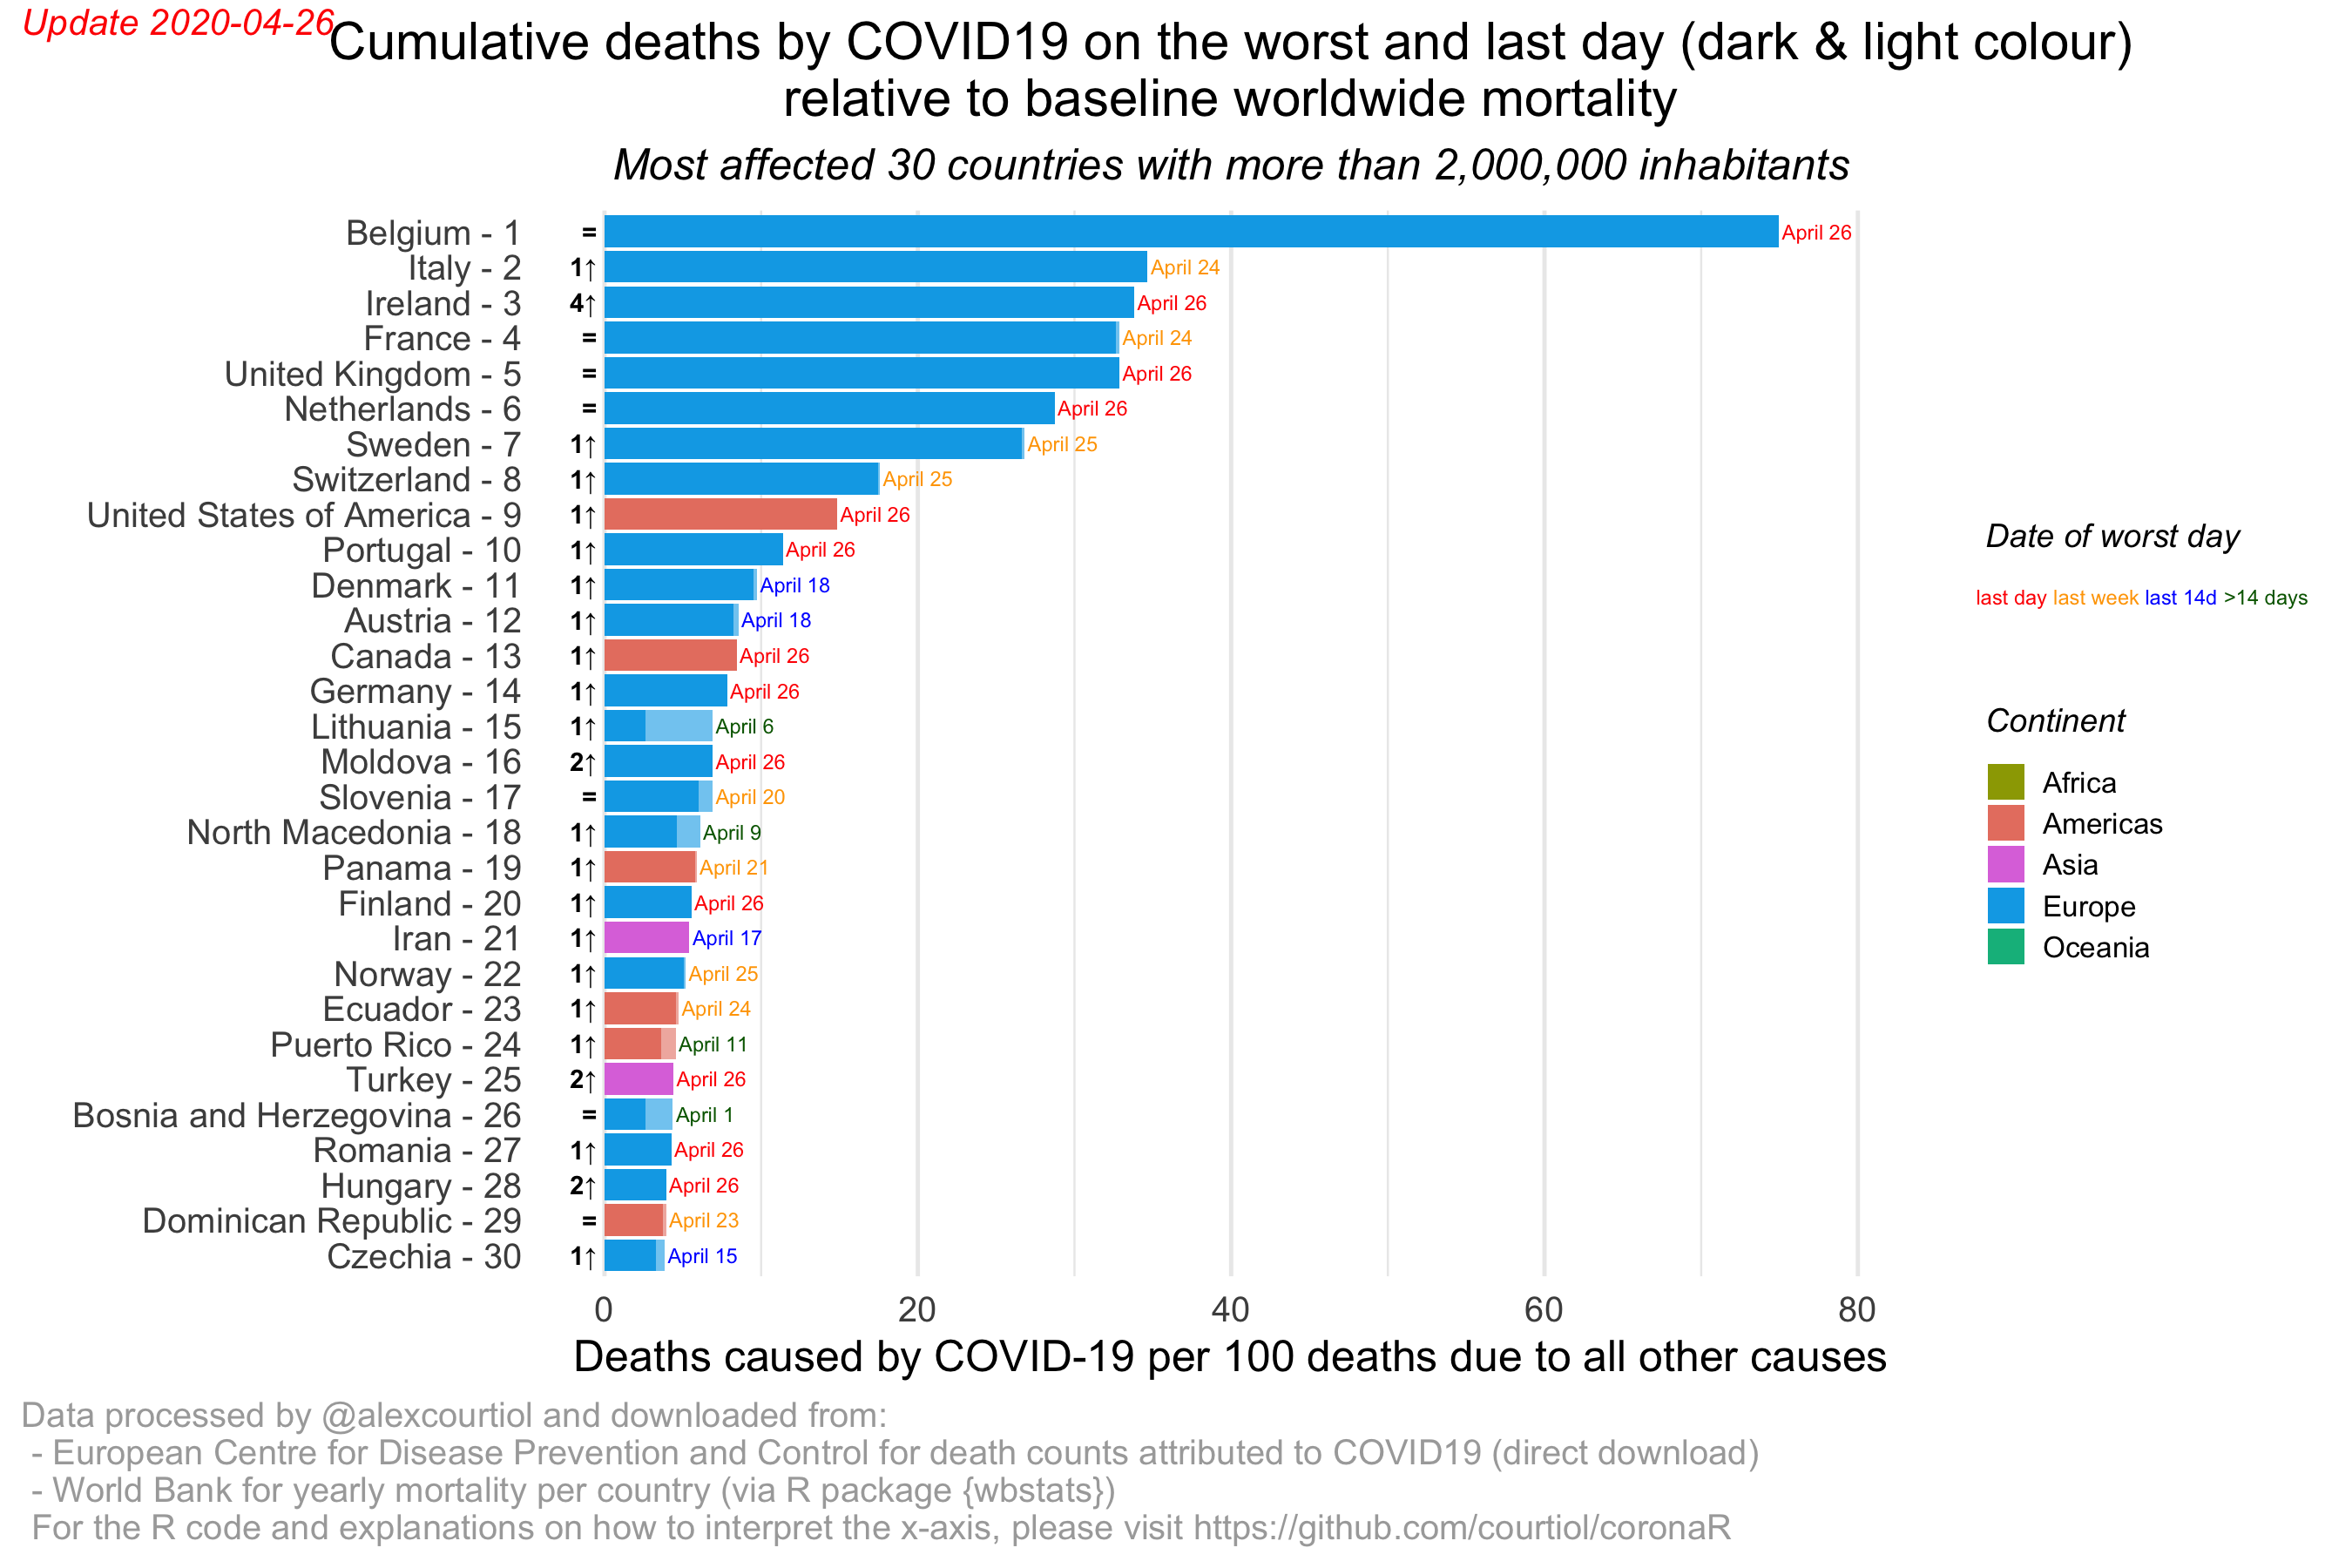 Update 2020-04-26
Cumulative deaths by COVID19 on the worst and last day (dark & light colour)
relative to baseline worldwide mortality
Most affected 30 countries with more than 2,000,000 inhabitants
Belgium - 1 = April 26
Italy - 2 1↑ April 24
Ireland - 3 4↑ April 26
France - 4 = April 24
United Kingdom - 5 = April 26
Netherlands - 6 = April 26
Sweden - 7 1↑ April 25
Switzerland - 8 1↑ April 25
United States of America - 9 1↑ April 26
Portugal - 10 1↑ April 26
Denmark - 11 1↑ April 18
Austria - 12 1↑ April 18
Canada - 13 1↑ April 26
Germany - 14 1↑ April 26
Lithuania - 15 1↑ April 6
Moldova - 16 2↑ April 26
Slovenia - 17 = April 20
North Macedonia - 18 1↑ April 9
Panama - 19 1↑ April 21
Finland - 20 1↑ April 26
Iran - 21 1↑ April 17
Norway - 22 1↑ April 25
Ecuador - 23 1↑ April 24
Puerto Rico - 24 1↑ April 11
Turkey - 25 2↑ April 26
Bosnia and Herzegovina - 26 = April 1
Romania - 27 1↑ April 26
Hungary - 28 2↑ April 26
Dominican Republic - 29 = April 23
Czechia - 30 1↑ April 15
0 20 40 60 80
Deaths caused by COVID-19 per 100 deaths due to all other causes
Date of worst day
last day last week last 14d >14 days
Continent
Africa
Americas
Asia
Europe
Oceania
Data processed by @alexcourtiol and downloaded from:
- European Centre for Disease Prevention and Control for death counts attributed to COVID19 (direct download)
- World Bank for yearly mortality per country (via R package {wbstats})
For the R code and explanations on how to interpret the x-axis, please visit https://github.com/courtiol/coronaR